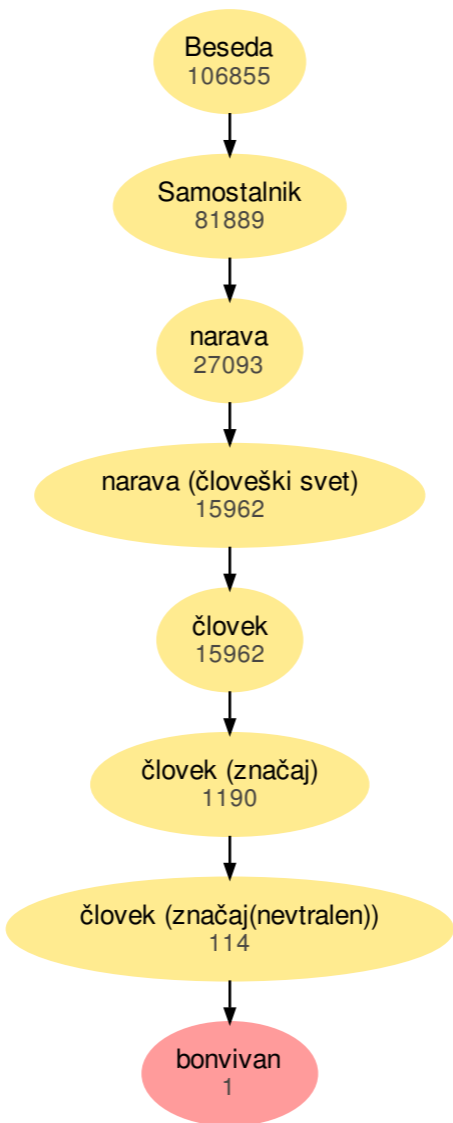 Beseda
106855
Samostalnik
81889
narava
27093
narava (človeški svet)
15962
človek
15962
človek (značaj)
1190
človek (značaj(nevtralen))
114
bonvivan
1